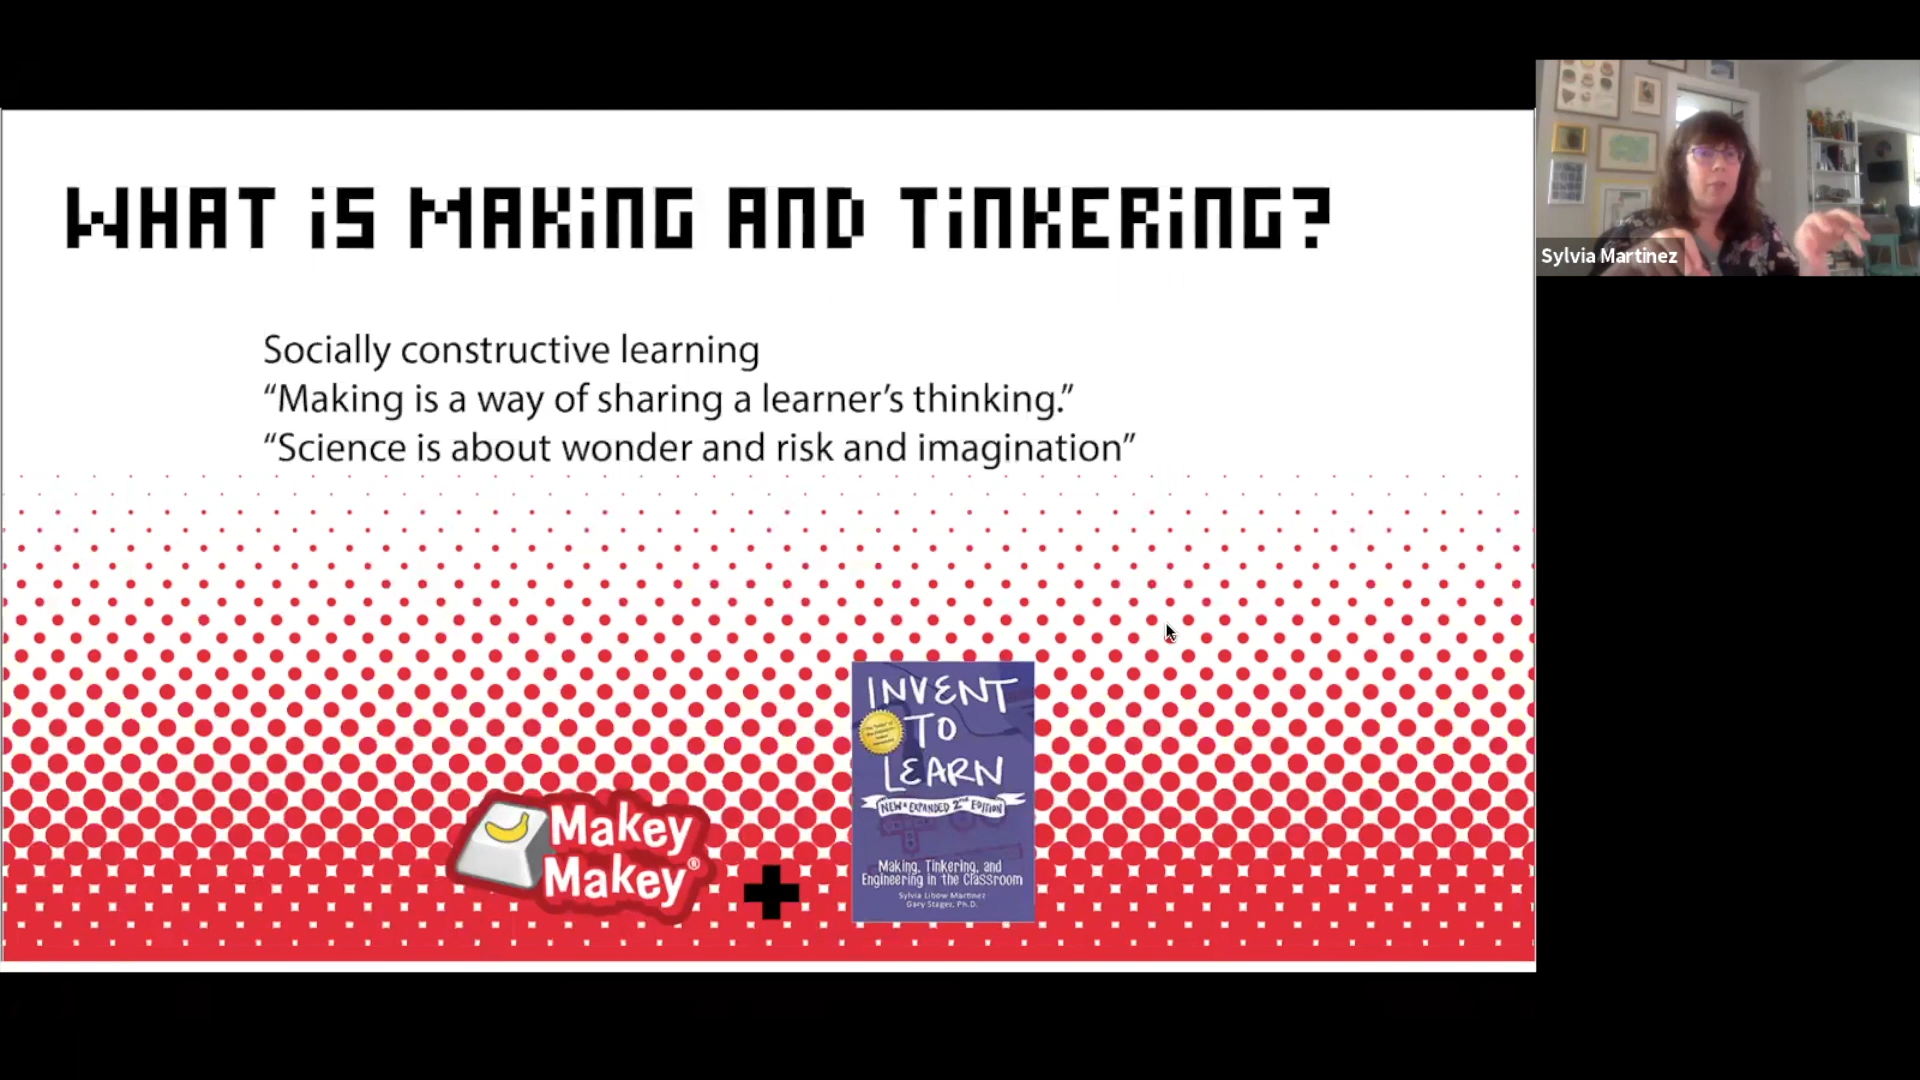 WHAT iS MAKiNG AND TiNKERiNG?
Socially constructive learning
“Making is a way of sharing a learner’s thinking.”
“Science is about wonder and risk and imagination”
Sylvia Martinez
INVENT
TO
LEARN
NEW & EXPANDED 2ND EDITION
Making, Tinkering, and
Engineering in the Classroom
Sylvia Libow Martinez
Gary Stager, Ph.D.
Makey
Makey®